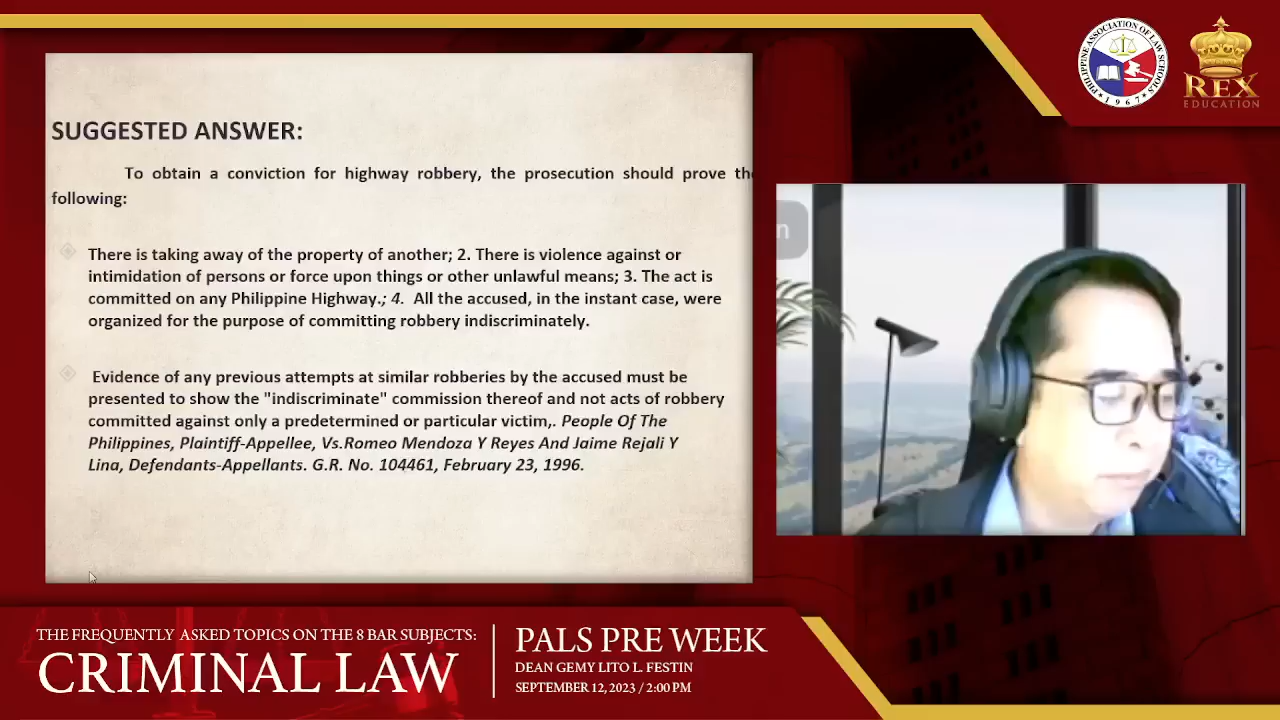 SUGGESTED ANSWER:
To obtain a conviction for highway robbery, the prosecution should prove the
following:
There is taking away of the property of another; 2. There is violence against or
intimidation of persons or force upon things or other unlawful means; 3. The act is
committed on any Philippine Highway.; 4. All the accused, in the instant case, were
organized for the purpose of committing robbery indiscriminately.
Evidence of any previous attempts at similar robberies by the accused must be
presented to show the "indiscriminate" commission thereof and not acts of robbery
committed against only a predetermined or particular victim,. People Of The
Philippines, Plaintiff-Appellee, Vs.Romeo Mendoza Y Reyes And Jaime Rejali Y
Lina, Defendants-Appellants. G.R. No. 104461, February 23, 1996.
PHILIPPINE ASSOCIATION OF LAW SCHOOLS
1967
REX
EDUCATION
n
THE FREQUENTLY ASKED TOPICS ON THE 8 BAR SUBJECTS:
CRIMINAL LAW
PALS PRE WEEK
DEAN GEMY LITO L. FESTIN
SEPTEMBER 12, 2023 / 2:00 PM